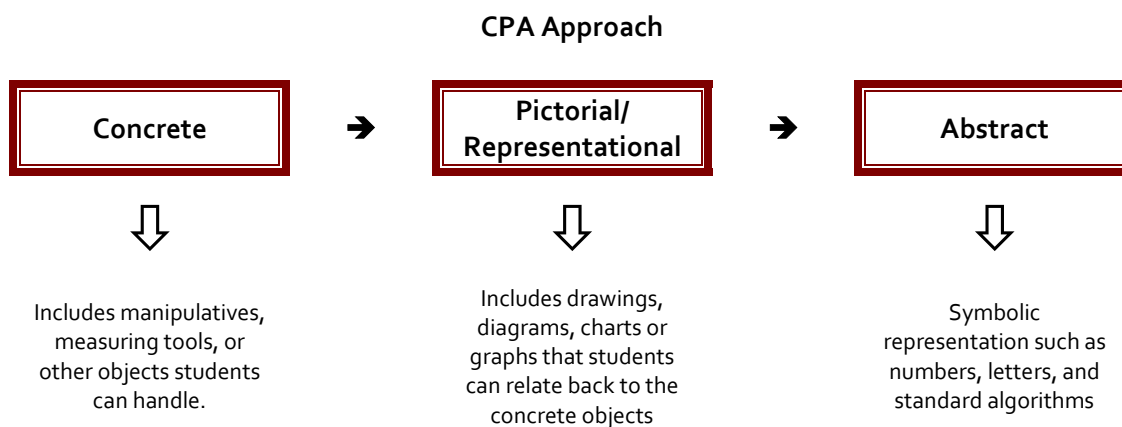 CPA Approach
Concrete
Pictorial/
Representational
Abstract
Includes manipulatives,
measuring tools, or
other objects students
can handle.
Includes drawings,
diagrams, charts or
graphs that students
can relate back to the
concrete objects
Symbolic
representation such as
numbers, letters, and
standard algorithms